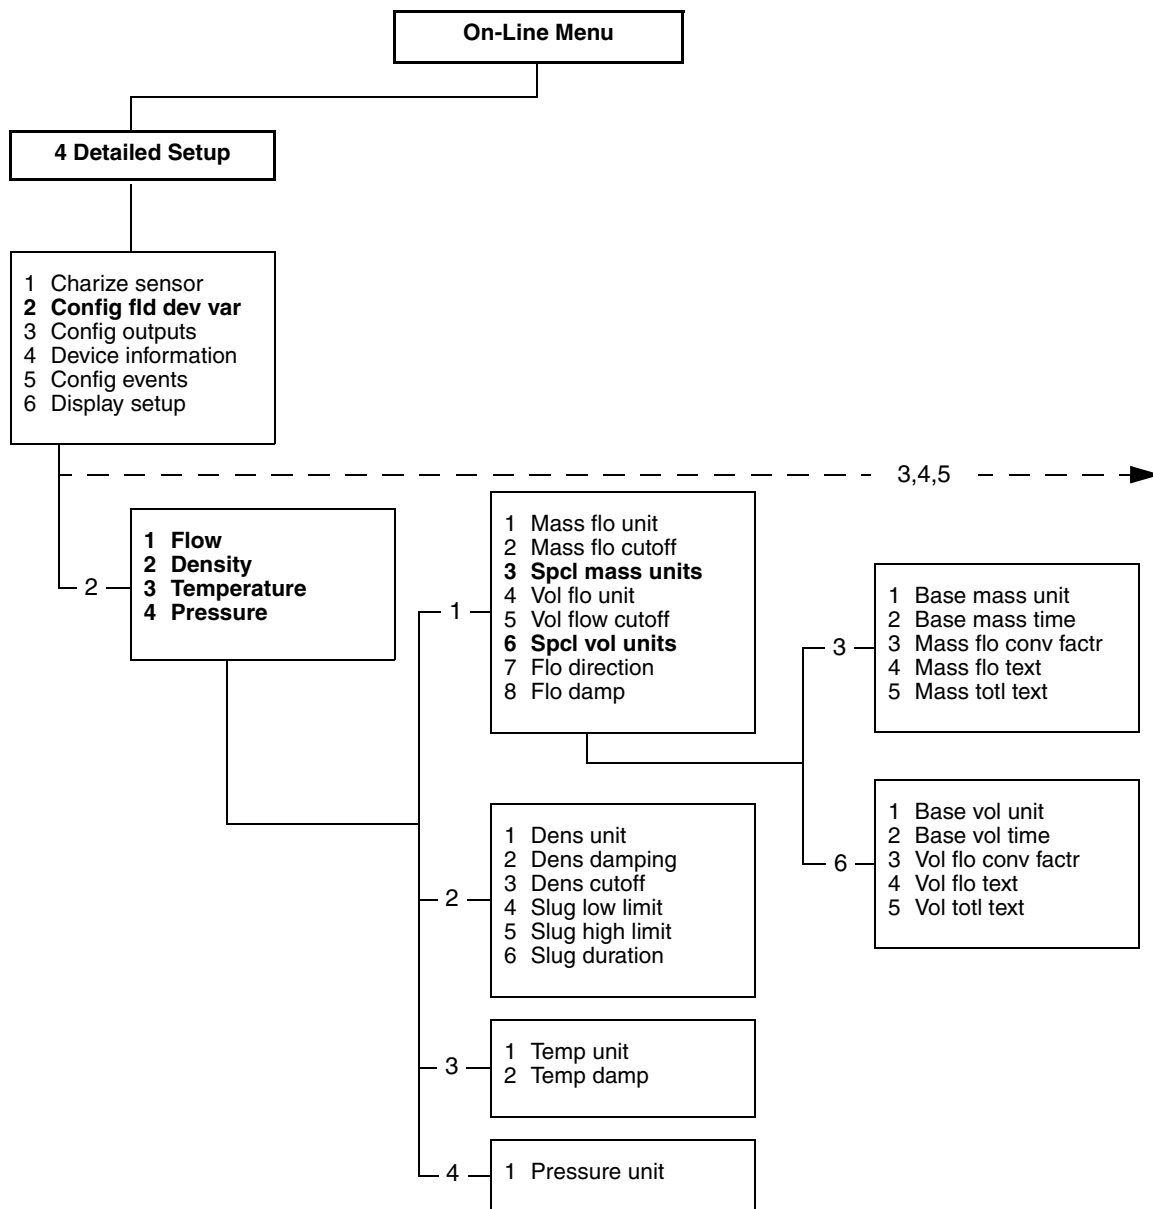 On-Line Menu
4 Detailed Setup
1 Charize sensor
2 Config fld dev var
3 Config outputs
4 Device information
5 Config events
6 Display setup
3,4,5
2
1 Flow
2 Density
3 Temperature
4 Pressure
1
1 Mass flo unit
2 Mass flo cutoff
3 Spcl mass units
4 Vol flo unit
5 Vol flow cutoff
6 Spcl vol units
7 Flo direction
8 Flo damp
3
1 Base mass unit
2 Base mass time
3 Mass flo conv factr
4 Mass flo text
5 Mass totl text
6
1 Base vol unit
2 Base vol time
3 Vol flo conv factr
4 Vol flo text
5 Vol totl text
2
1 Dens unit
2 Dens damping
3 Dens cutoff
4 Slug low limit
5 Slug high limit
6 Slug duration
3
1 Temp unit
2 Temp damp
4
1 Pressure unit